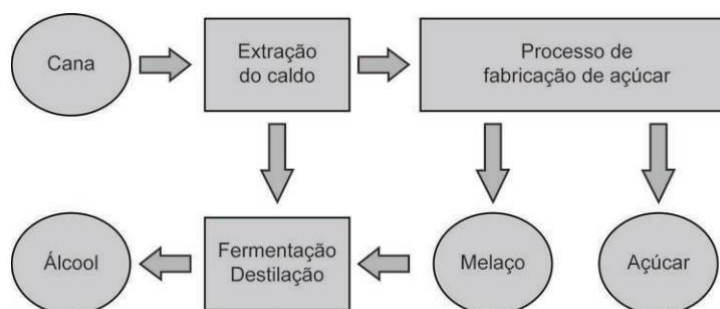 Cana
Extração
do caldo
Processo de
fabricação de açúcar
Álcool
Fermentação
Destilação
Melaço
Açúcar